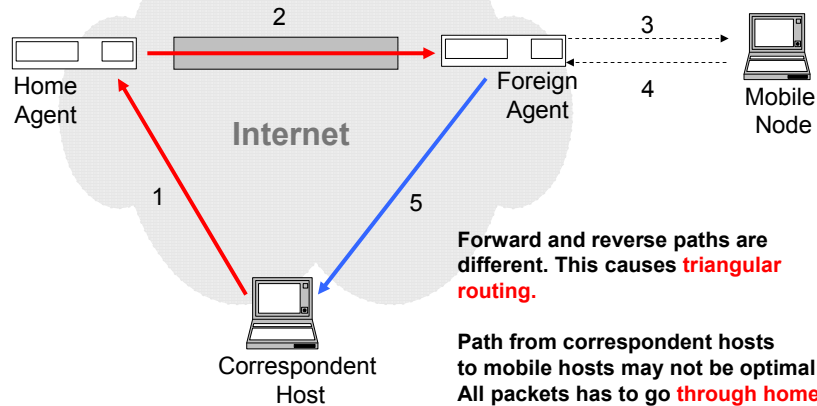 2
3
Home
Agent
Foreign
Agent
4
Mobile
Node
Internet
1
5
Forward and reverse paths are
different. This causes triangular
routing.
Correspondent
Host
Path from correspondent hosts
to mobile hosts may not be optimal
All packets has to go through home